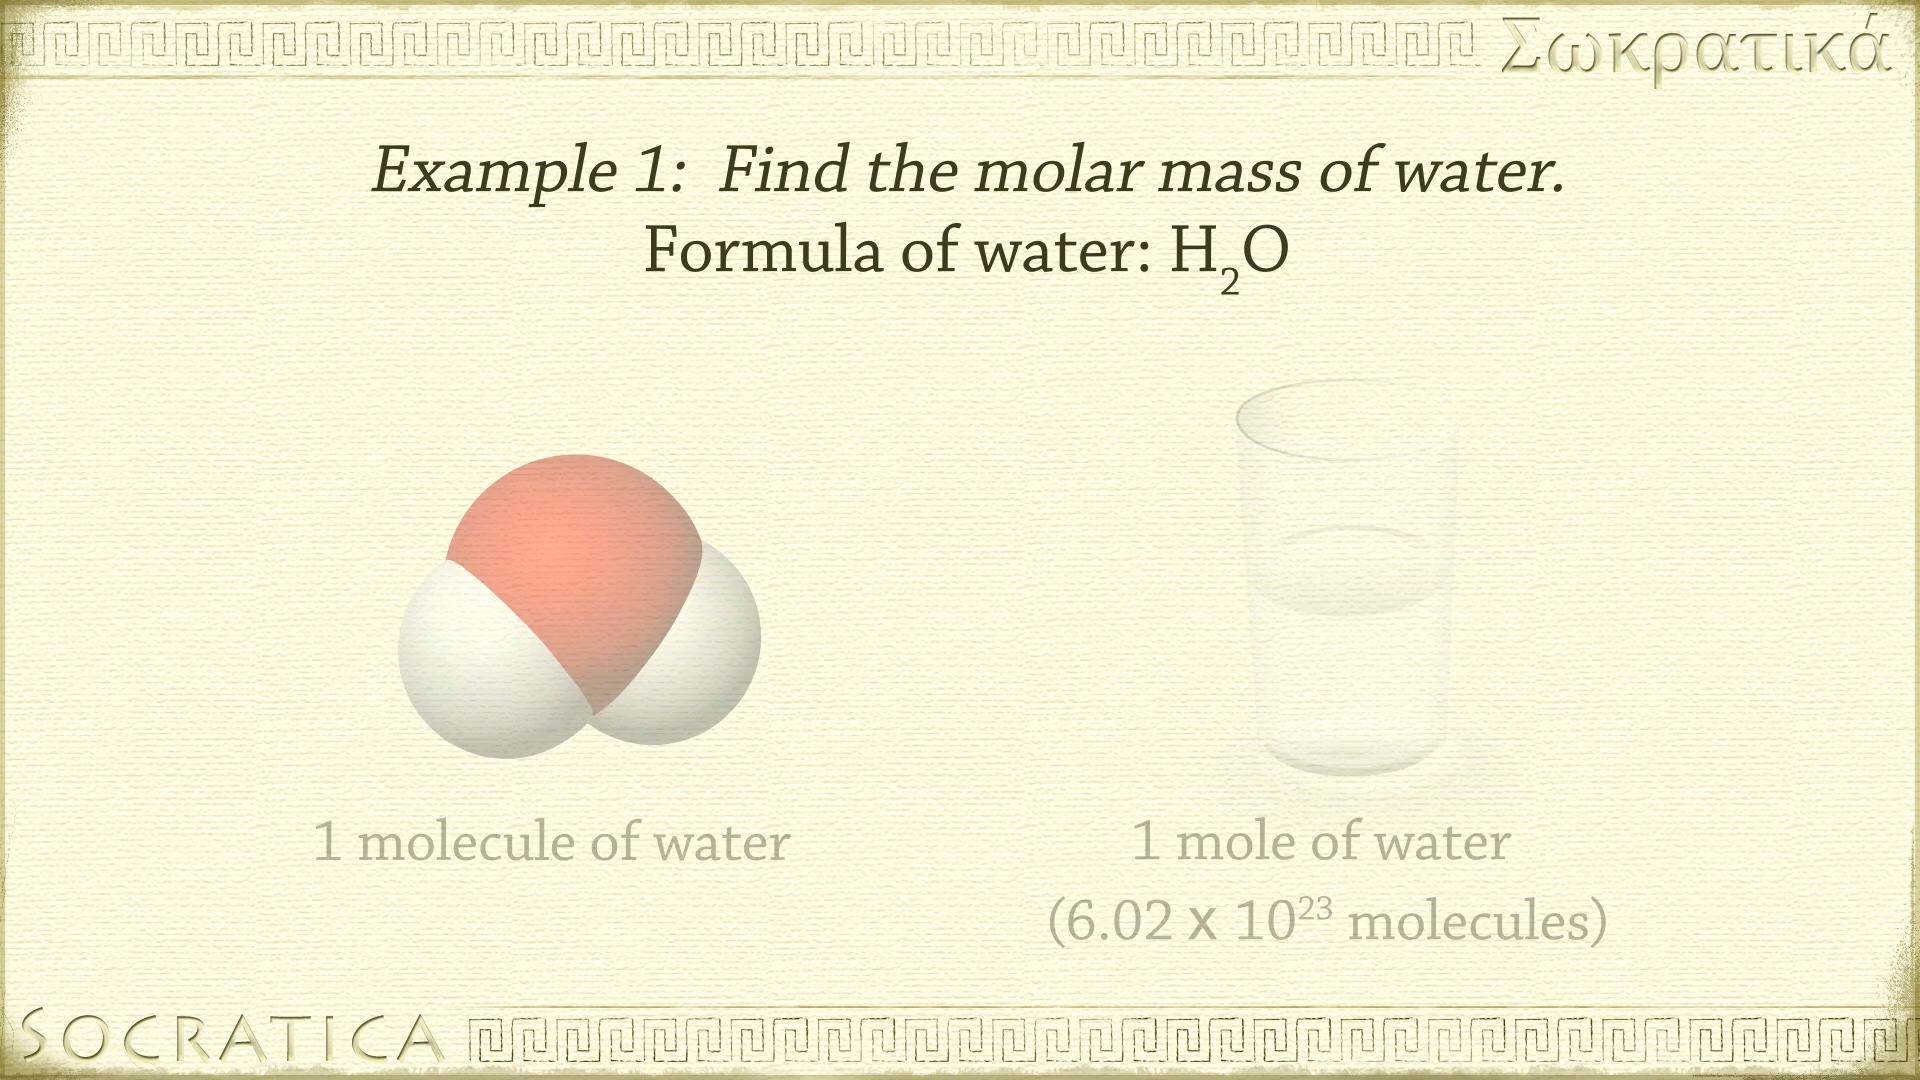 Σωκρατικά
Example 1: Find the molar mass of water.
Formula of water: H₂O
1 molecule of water
1 mole of water
(6.02 x 10²³ molecules)
SOCRATICA